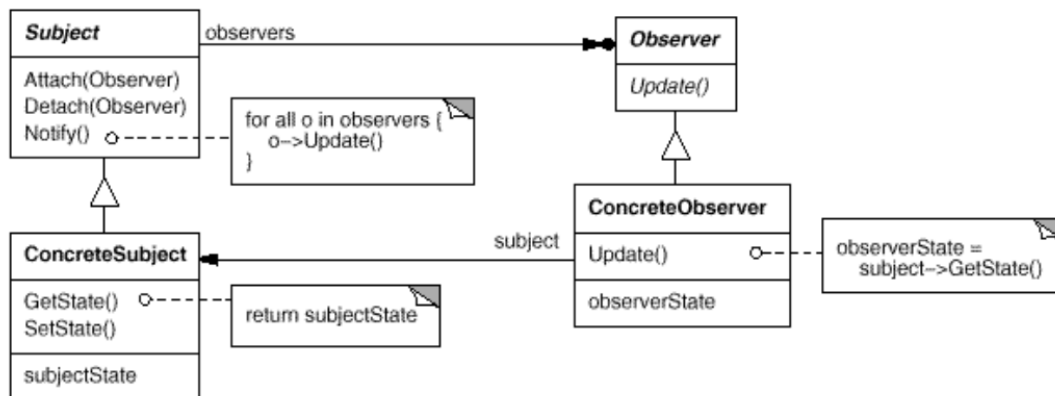 Subject
observers
Observer
Attach(Observer)
Detach(Observer)
Notify()
Update()
for all o in observers {
o–>Update()
}
ConcreteSubject
subject
ConcreteObserver
Update()
observerState =
subject–>GetState()
GetState()
SetState()
return subjectState
observerState
subjectState